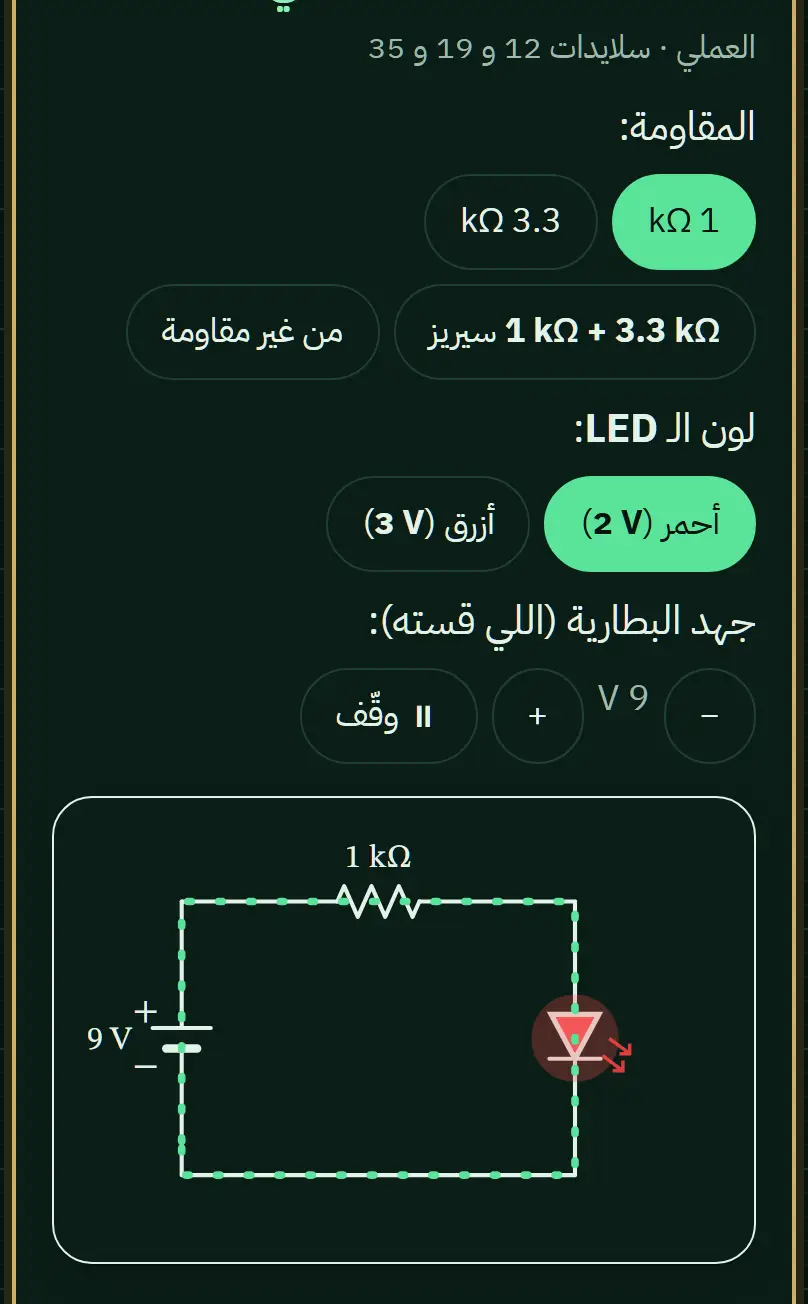 العملي · سلايدات 12 و 19 و 35
المقاومة:
1 kΩ
3.3 kΩ
1 kΩ + 3.3 kΩ سيريز
من غير مقاومة
لون الـ LED:
أحمر (2 V)
أزرق (3 V)
جهد البطارية (اللي قسته):
−
9 V
+
⏸ وقّف
1 kΩ
+
9 V
−